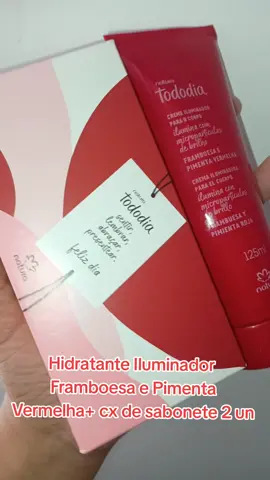 natura
tododia
CREME ILUMINADOR
PARA O CORPO
ilumina com
micropartículas
de brilho
FRAMBOESA E
PIMENTA VERMELHA
CREMA ILUMINADORA
PARA EL CUERPO
ilumina con
micropartículas
de brillo
FRAMBUESA Y
PIMIENTA ROJA
125ml
natura
natura
tododia
sentir,
lembrar,
abraçar,
presentear.
feliz dia
natura
Hidratante Iluminador
Framboesa e Pimenta
Vermelha+ cx de sabonete 2 un